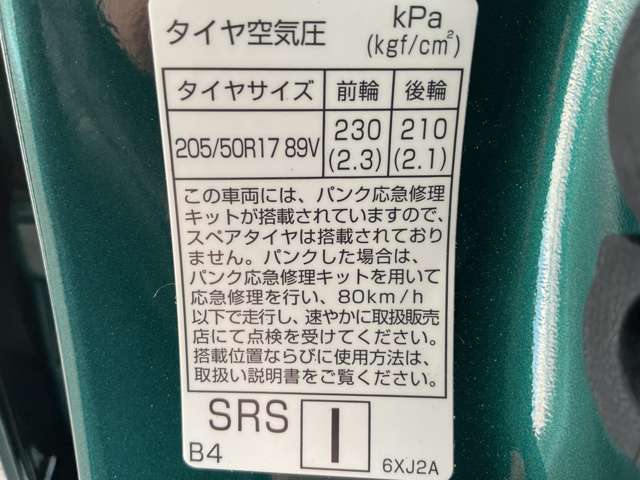 タイヤ空気圧 kPa
(kgf/cm²)
タイヤサイズ 前輪 後輪
205/50R17 89V 230 210
(2.3) (2.1)
この車両には、パンク応急修理
キットが搭載されていますので、
スペアタイヤは搭載されており
ません。パンクした場合は、
パンク応急修理キットを用いて
応急修理を行い、80km/h
以下で走行し、速やかに取扱販売
店にて点検を受けてください。
搭載位置ならびに使用方法は、
取扱い説明書をご覧ください。
SRS I
B4 6XJ2A